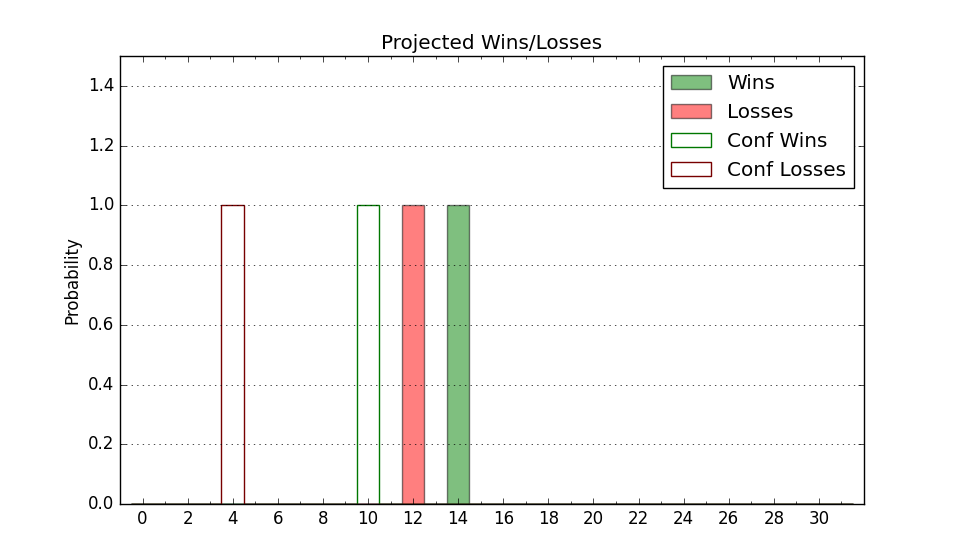 Projected Wins/Losses
1.4
1.2
1.0
0.8
0.6
0.4
0.2
0.0
Probability
Wins
Losses
Conf Wins
Conf Losses
0 2 4 6 8 10 12 14 16 18 20 22 24 26 28 30